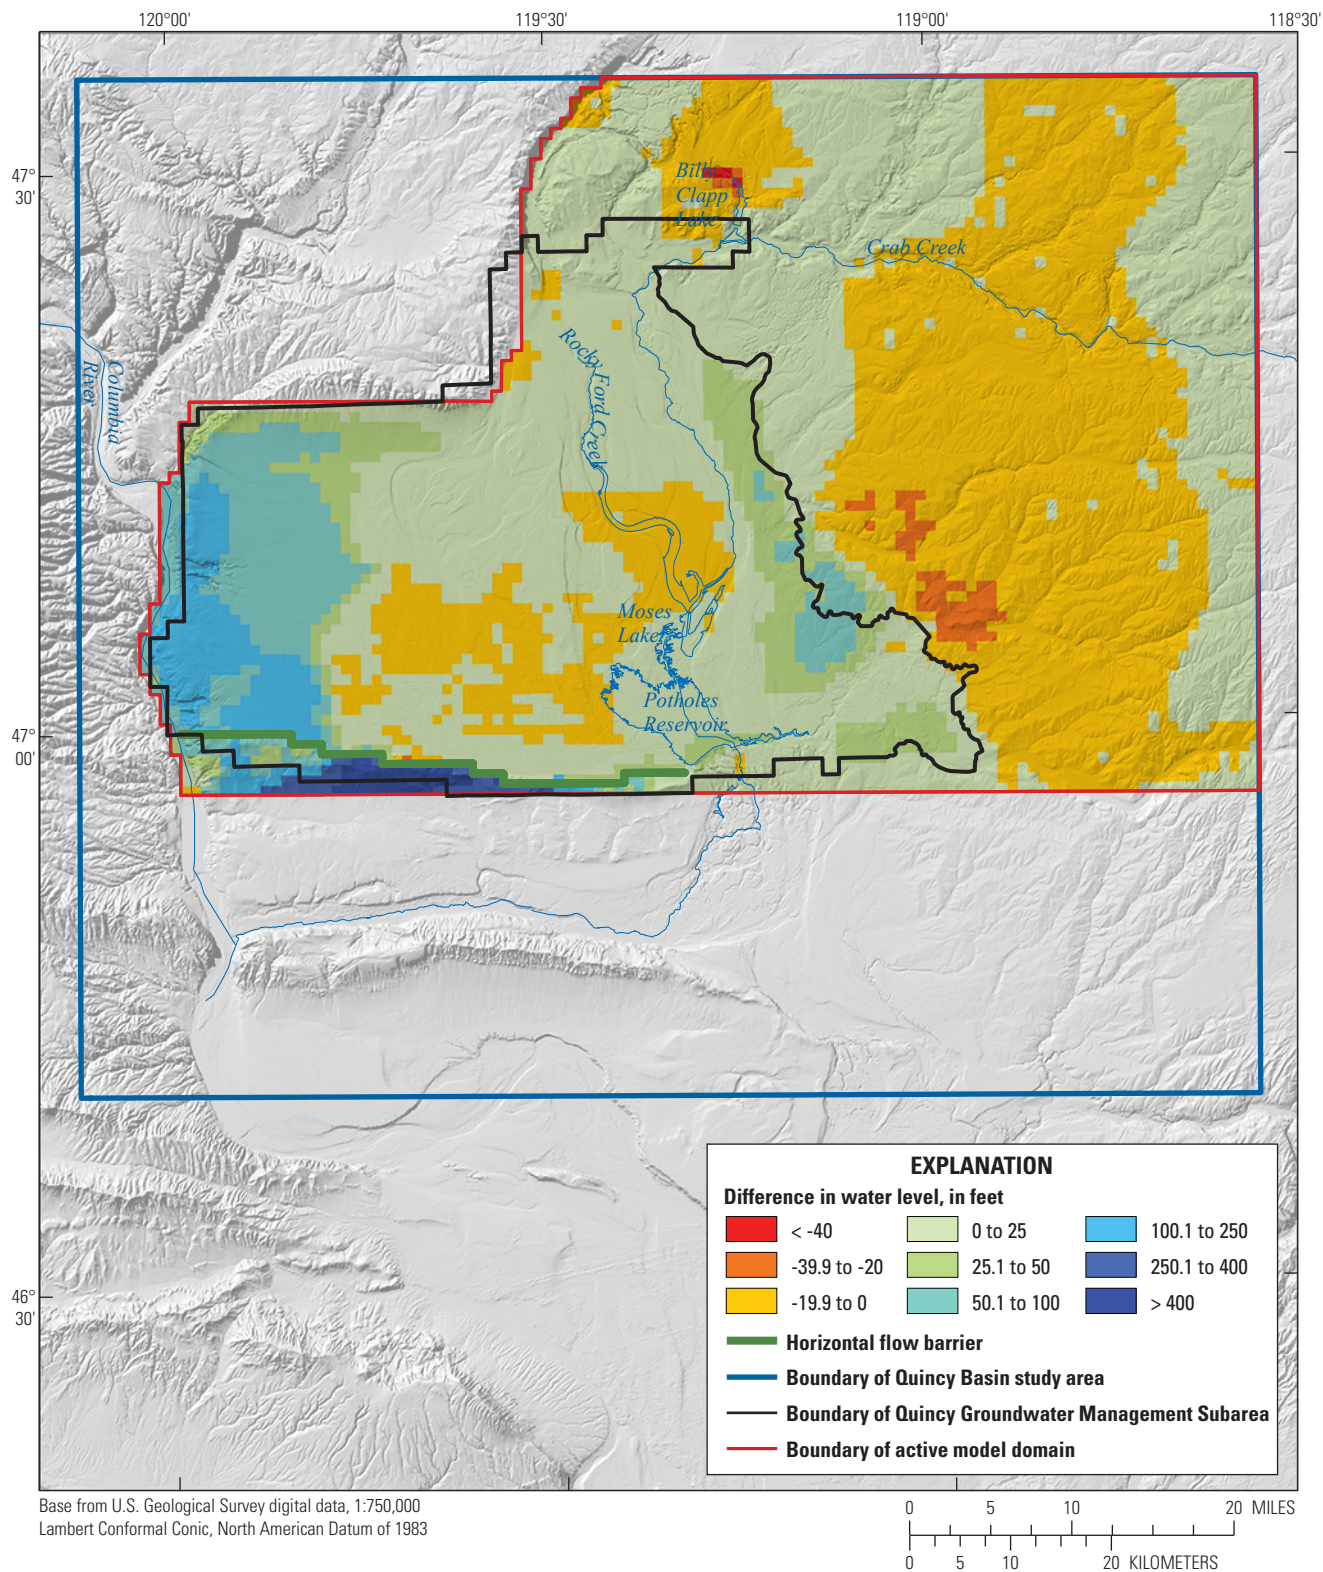 120°00'
119°30'
119°00'
118°30'
47°
30'
Billy
Clapp
Lake
Crab Creek
Rocky Ford Creek
Columbia
River
Moses
Lake
Potholes
Reservoir
47°
00'
46°
30'
EXPLANATION
Difference in water level, in feet
< -40
-39.9 to -20
-19.9 to 0
0 to 25
25.1 to 50
50.1 to 100
100.1 to 250
250.1 to 400
> 400
Horizontal flow barrier
Boundary of Quincy Basin study area
Boundary of Quincy Groundwater Management Subarea
Boundary of active model domain
Base from U.S. Geological Survey digital data, 1:750,000
Lambert Conformal Conic, North American Datum of 1983
0 5 10 20 MILES
0 5 10 20 KILOMETERS